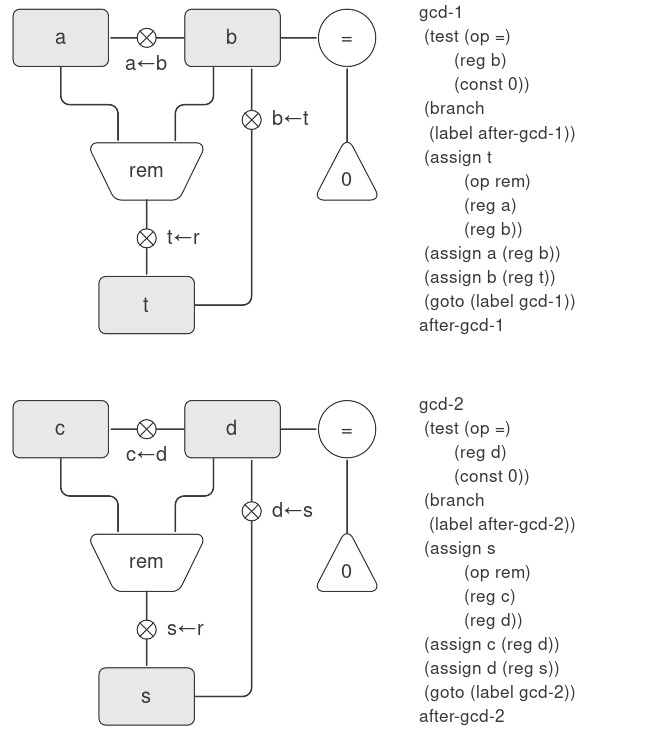 a
b
=
a←b
b←t
rem
0
t←r
t
gcd-1
(test (op =)
(reg b)
(const 0))
(branch
(label after-gcd-1))
(assign t
(op rem)
(reg a)
(reg b))
(assign a (reg b))
(assign b (reg t))
(goto (label gcd-1))
after-gcd-1
c
d
=
c←d
d←s
rem
0
s←r
s
gcd-2
(test (op =)
(reg d)
(const 0))
(branch
(label after-gcd-2))
(assign s
(op rem)
(reg c)
(reg d))
(assign c (reg d))
(assign d (reg s))
(goto (label gcd-2))
after-gcd-2